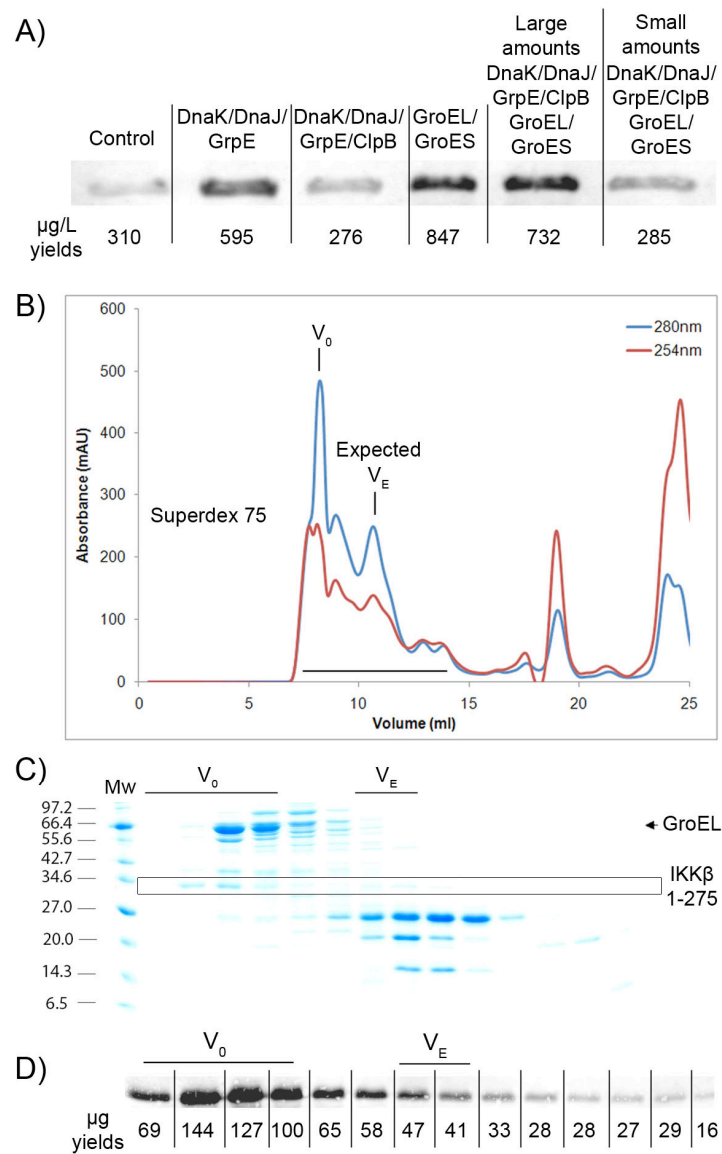 A)
Control
DnaK/DnaJ/
GrpE
DnaK/DnaJ/
GrpE/ClpB
GroEL/
GroES
Large
amounts
DnaK/DnaJ/
GrpE/ClpB
GroEL/
GroES
Small
amounts
DnaK/DnaJ/
GrpE/ClpB
GroEL/
GroES
µg/L
yields
310 595 276 847 732 285
B)
600
500
400
300
200
100
0
Absorbance (mAU)
V0
Expected
VE
Superdex 75
280nm
254nm
0 5 10 15 20 25
Volume (ml)
C)
Mw V0 VE
97.2
66.4
55.6
42.7
34.6
27.0
20.0
14.3
6.5
GroEL
IKKβ
1-275
D)
V0 VE
µg
yields
69 144 127 100 65 58 47 41 33 28 28 27 29 16